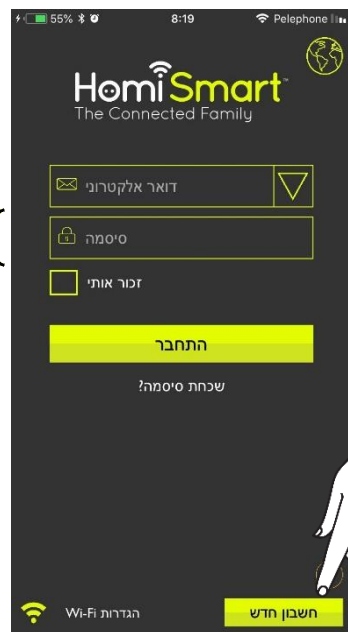 55% 8:19 Pelephone
HomiSmart™
The Connected Family
דואר אלקטרוני
סיסמה
זכור אותי
התחבר
שכחת סיסמה?
הגדרות Wi-Fi
חשבון חדש